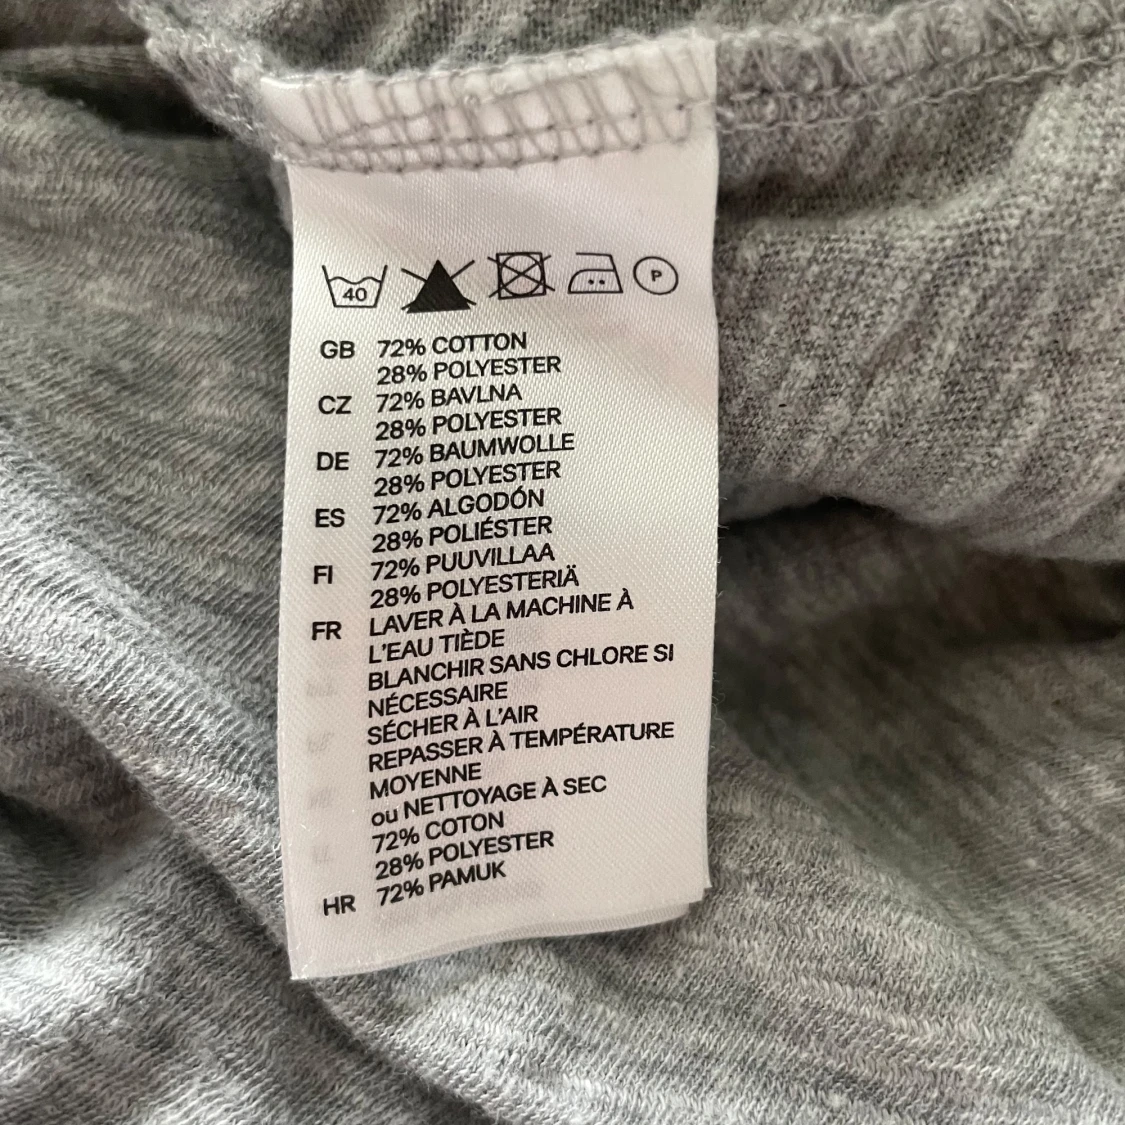 40
P
GB 72% COTTON
28% POLYESTER
CZ 72% BAVLNA
28% POLYESTER
DE 72% BAUMWOLLE
28% POLYESTER
ES 72% ALGODÓN
28% POLIÉSTER
FI 72% PUUVILLAA
28% POLYESTERIÄ
FR LAVER À LA MACHINE À
L'EAU TIÈDE
BLANCHIR SANS CHLORE SI
NÉCESSAIRE
SÉCHER À L'AIR
REPASSER À TEMPÉRATURE
MOYENNE
ou NETTOYAGE À SEC
72% COTON
28% POLYESTER
HR 72% PAMUK